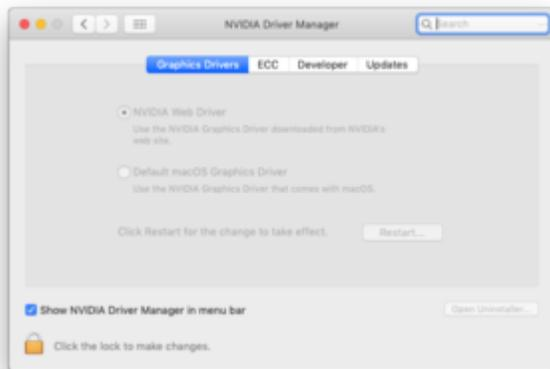 NVIDIA Driver Manager
Search
Graphics Drivers ECC Developer Updates
NVIDIA Web Driver
Use the NVIDIA Graphics Driver downloaded from NVIDIA's
web site.
Default macOS Graphics Driver
Use the NVIDIA Graphics Driver that comes with macOS.
Click Restart for the change to take effect.
Restart...
Show NVIDIA Driver Manager in menu bar
Open Uninstaller...
Click the lock to make changes.